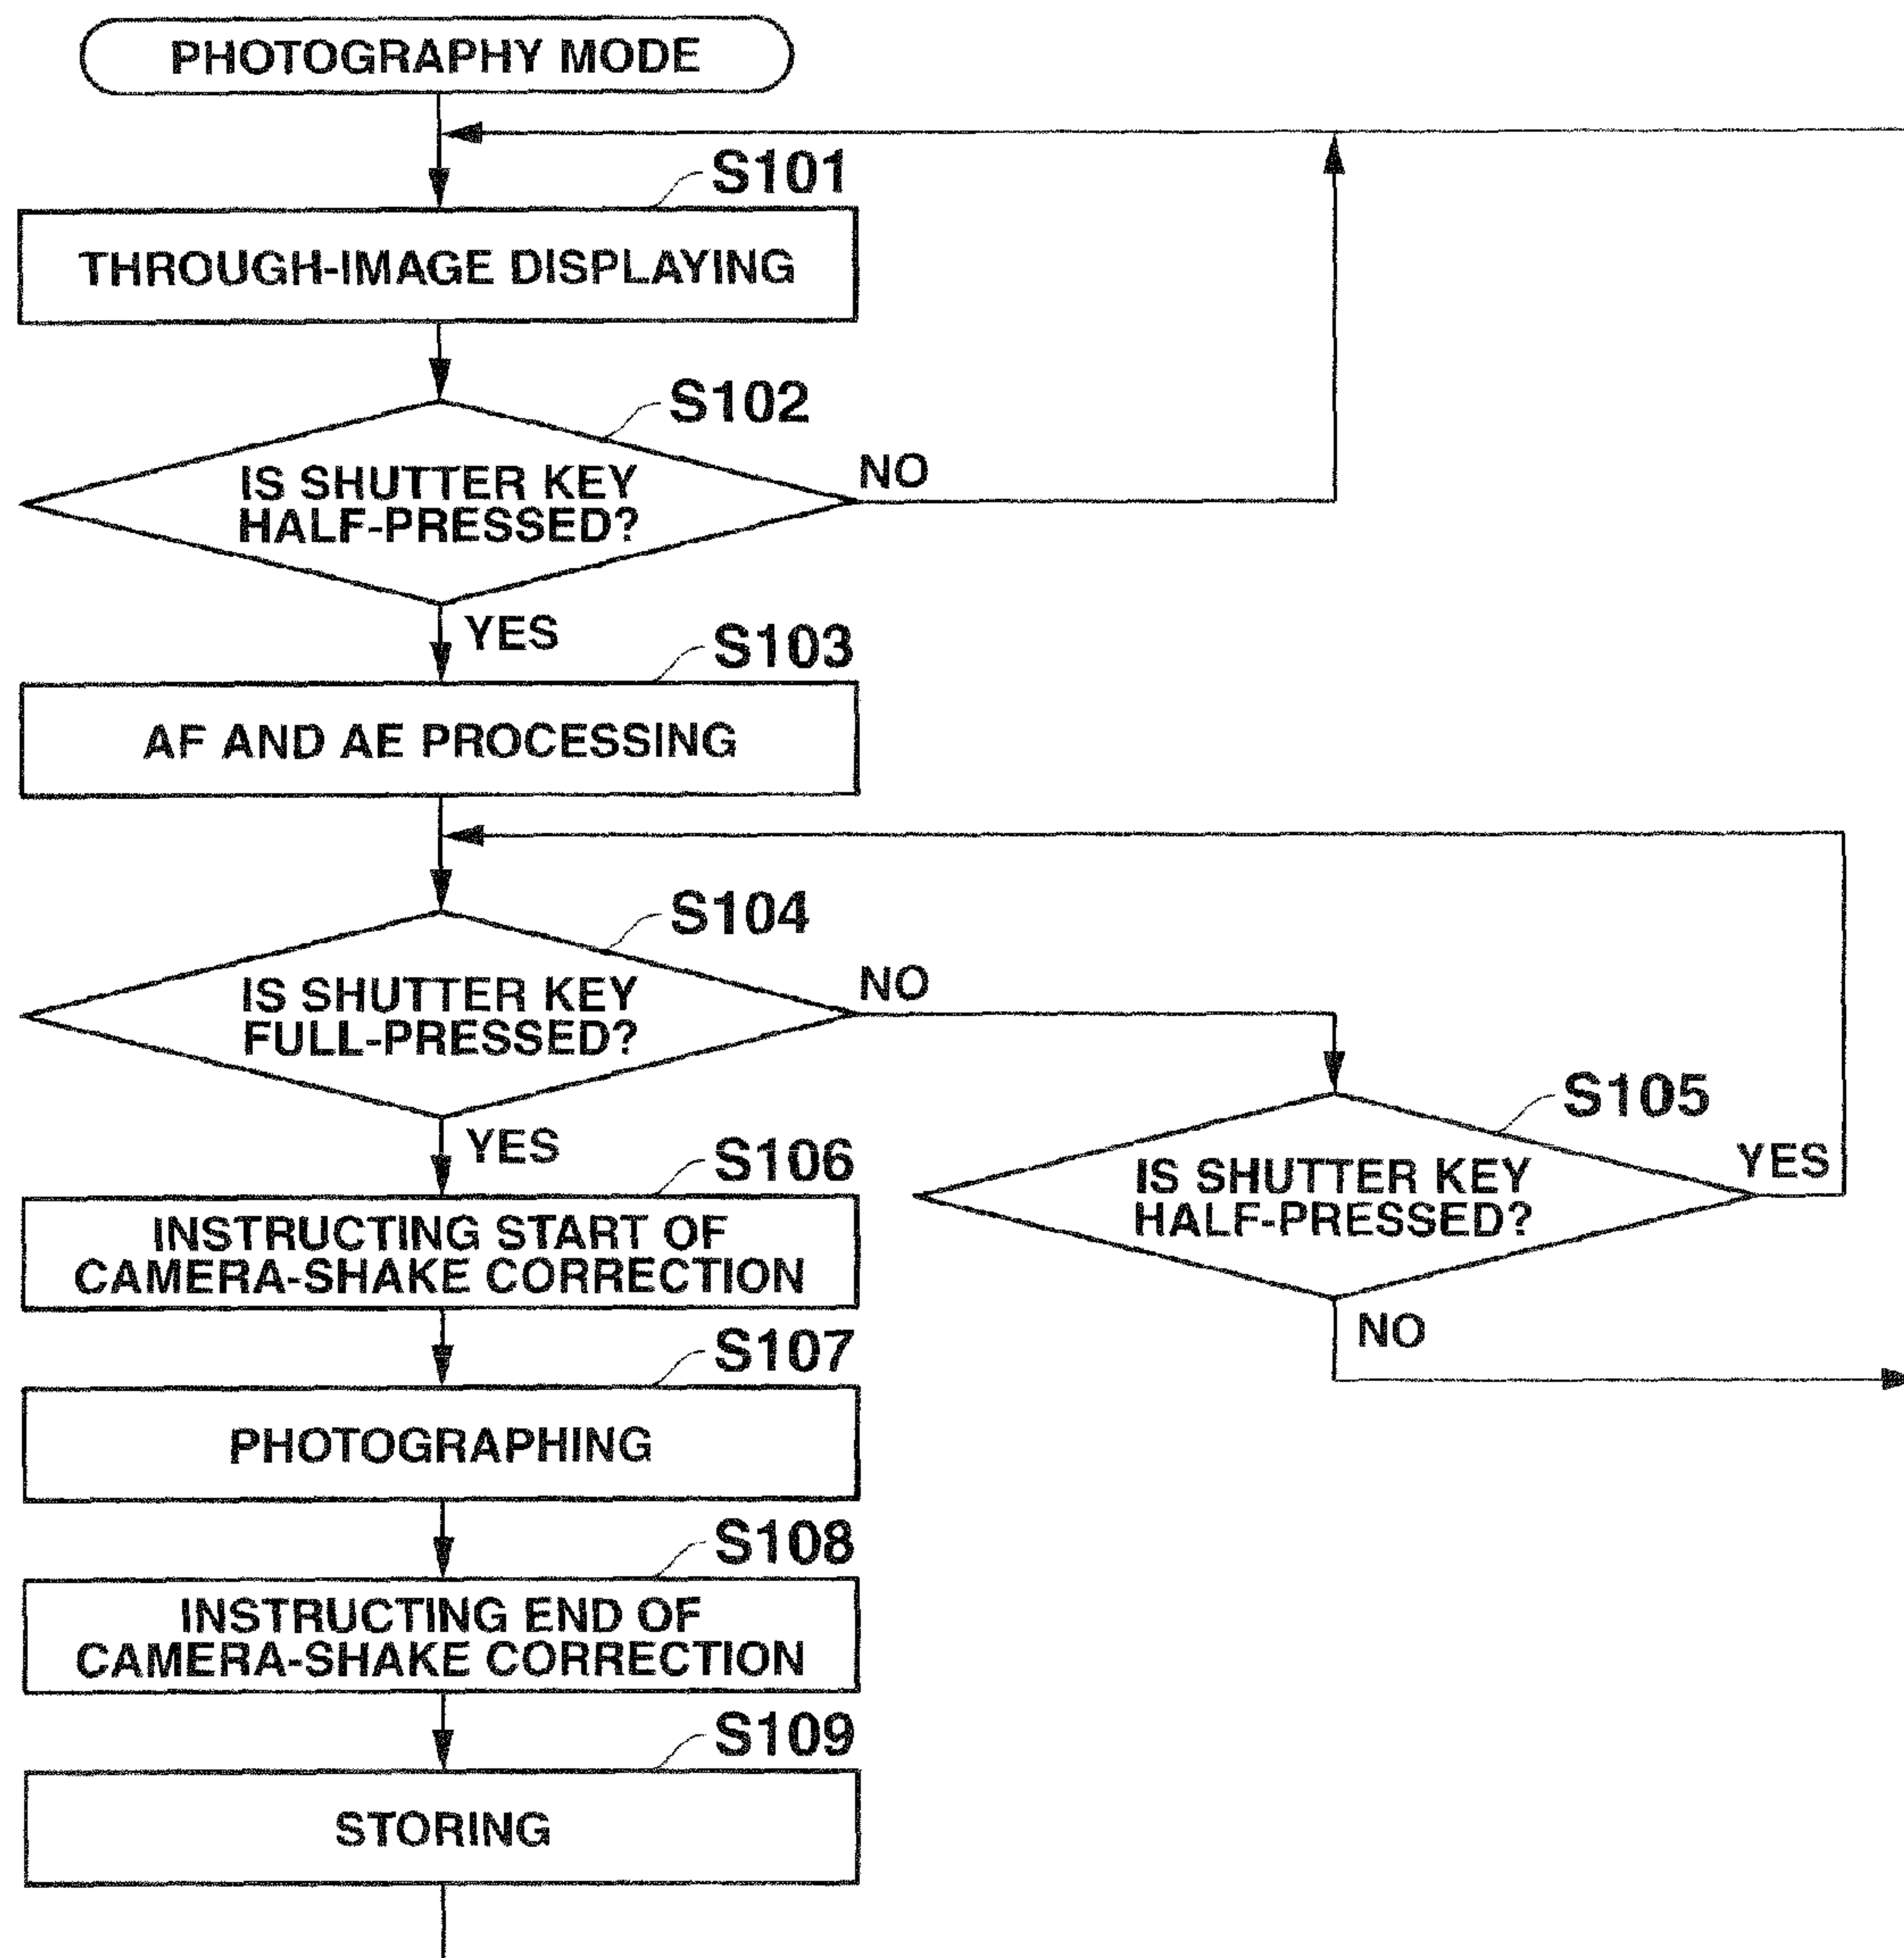 PHOTOGRAPHY MODE
S101
THROUGH-IMAGE DISPLAYING
S102
IS SHUTTER KEY
HALF-PRESSED?
NO
YES
S103
AF AND AE PROCESSING
S104
IS SHUTTER KEY
FULL-PRESSED?
NO
YES
S105
IS SHUTTER KEY
HALF-PRESSED?
YES
NO
S106
INSTRUCTING START OF
CAMERA-SHAKE CORRECTION
S107
PHOTOGRAPHING
S108
INSTRUCTING END OF
CAMERA-SHAKE CORRECTION
S109
STORING